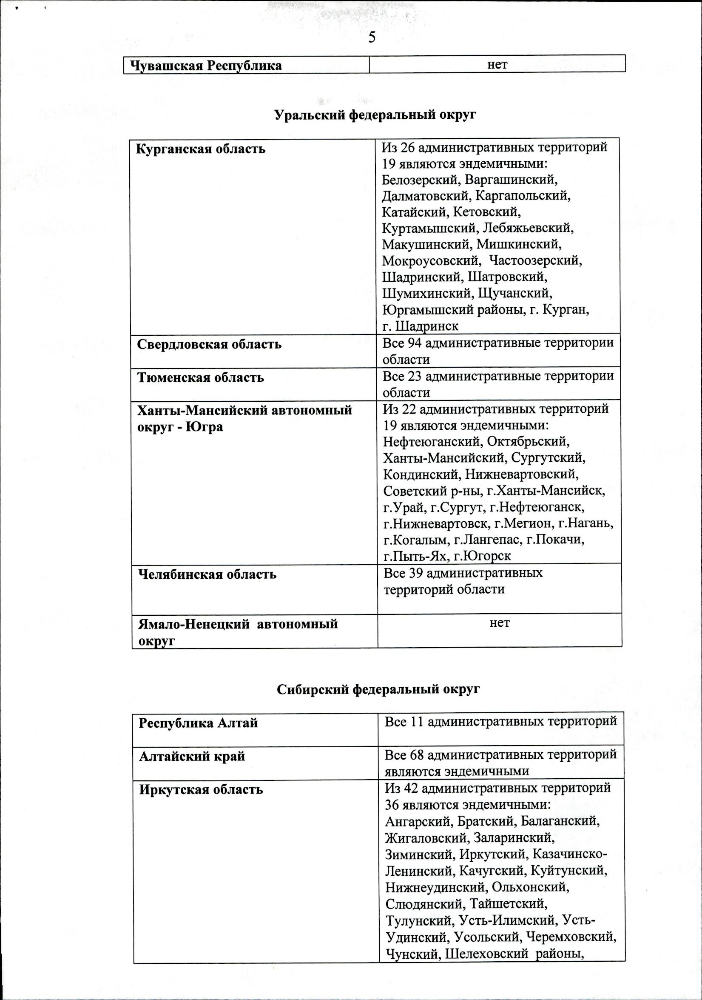 5
Чувашская Республика
нет
Уральский федеральный округ
Курганская область
Из 26 административных территорий
19 являются эндемичными:
Белозерский, Варгашинский,
Далматовский, Каргапольский,
Катайский, Кетовский,
Куртамышский, Лебяжьевский,
Макушинский, Мишкинский,
Мокроусовский, Частоозерский,
Шадринский, Шатровский,
Шумихинский, Щучанский,
Юргамышский районы, г. Курган,
г. Шадринск
Свердловская область
Все 94 административные территории
области
Тюменская область
Все 23 административные территории
области
Ханты-Мансийский автономный
округ - Югра
Из 22 административных территорий
19 являются эндемичными:
Нефтеюганский, Октябрьский,
Ханты-Мансийский, Сургутский,
Кондинский, Нижневартовский,
Советский р-ны, г.Ханты-Мансийск,
г.Урай, г.Сургут, г.Нефтеюганск,
г.Нижневартовск, г.Мегион, г.Нагань,
г.Когалым, г.Лангепас, г.Покачи,
г.Пыть-Ях, г.Югорск
Челябинская область
Все 39 административных
территорий области
Ямало-Ненецкий автономный
округ
нет
Сибирский федеральный округ
Республика Алтай
Все 11 административных территорий
Алтайский край
Все 68 административных территорий
являются эндемичными
Иркутская область
Из 42 административных территорий
36 являются эндемичными:
Ангарский, Братский, Балаганский,
Жигаловский, Заларинский,
Зиминский, Иркутский, Казачинско-
Ленинский, Качугский, Куйтунский,
Нижнеудинский, Ольхонский,
Слюдянский, Тайшетский,
Тулунский, Усть-Илимский, Усть-
Удинский, Усольский, Черемховский,
Чунский, Шелеховский районы,